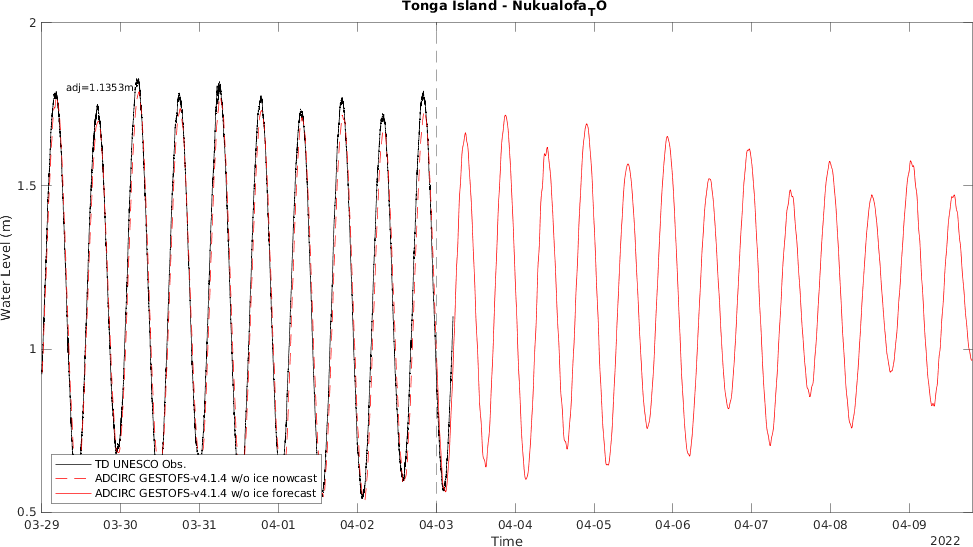 Tonga Island - Nukualofa_TO
2
adj=1.1353m
1.5
Water Level (m)
1
TD UNESCO Obs.
ADCIRC GESTOFS-v4.1.4 w/o ice nowcast
ADCIRC GESTOFS-v4.1.4 w/o ice forecast
0.5
03-29 03-30 03-31 04-01 04-02 04-03 04-04 04-05 04-06 04-07 04-08 04-09
Time
2022